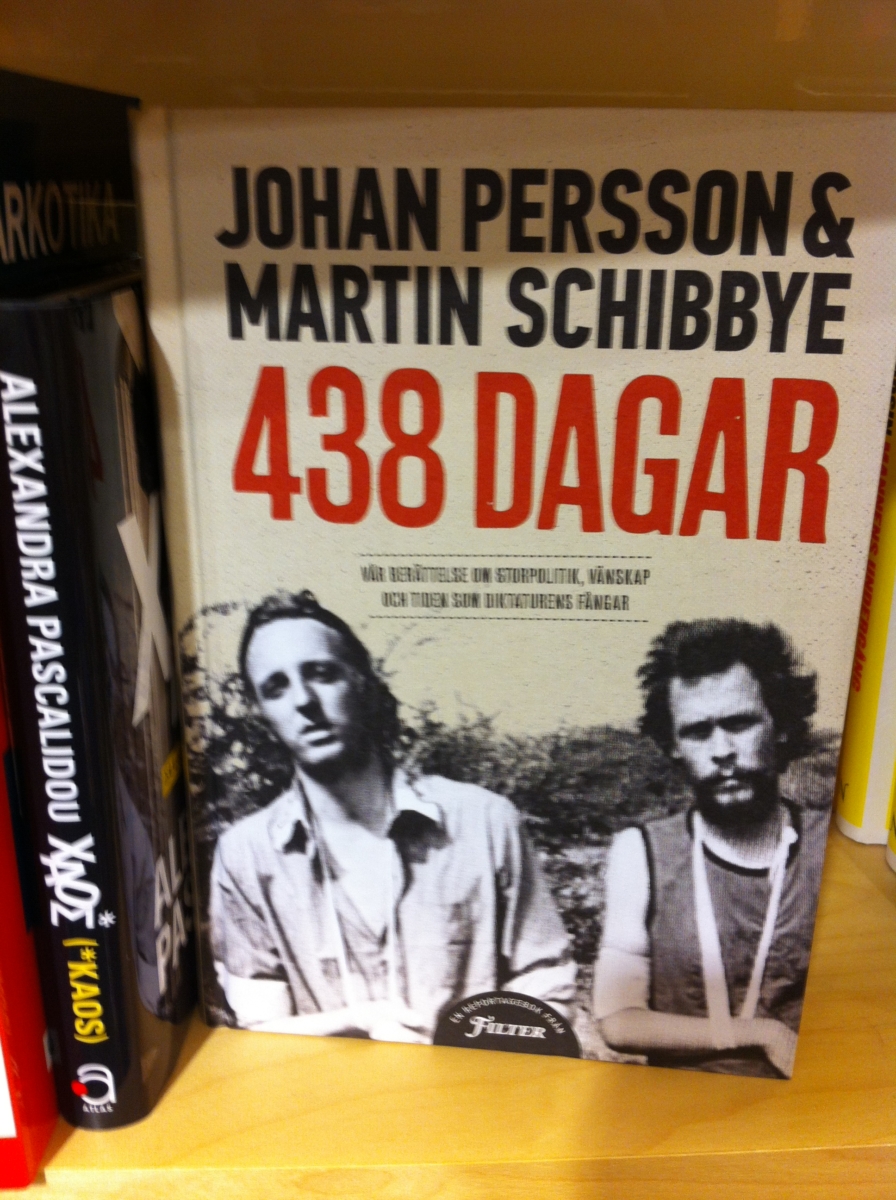 ARKOTIKA
ALEXANDRA PASCALIDOU ΧΑΟΣ* (*KAOS)
ATLAS
JOHAN PERSSON &
MARTIN SCHIBBYE
438 DAGAR
VÅR BERÄTTELSE OM STORPOLITIK, VÄNSKAP
OCH TIDEN SOM DIKTATURENS FÅNGAR
EN REPORTAGEBOK FRÅN
FILTER